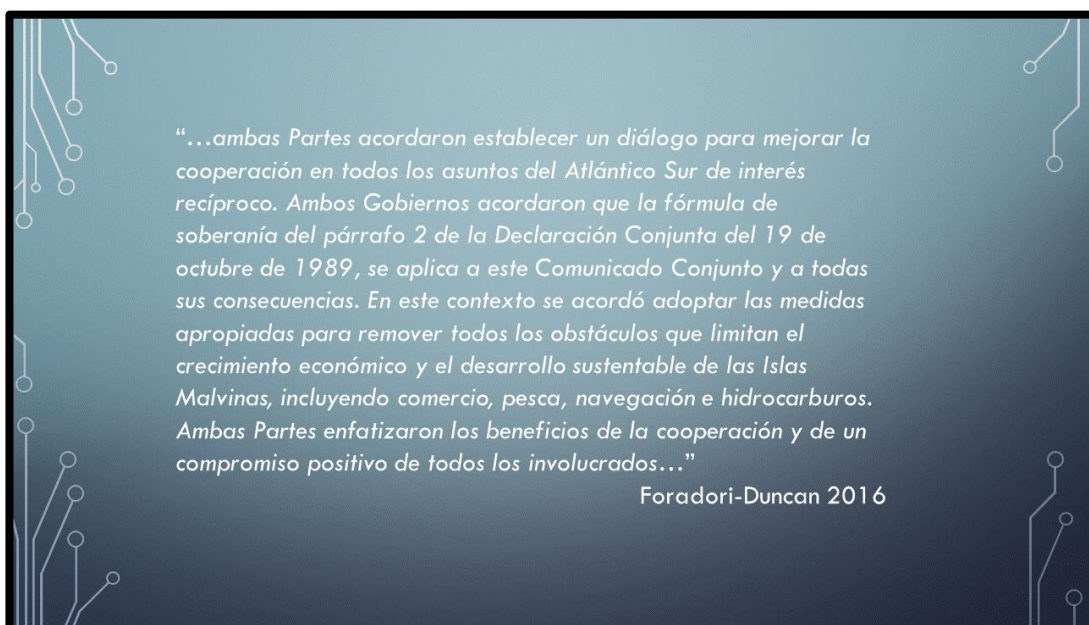 “…ambas Partes acordaron establecer un diálogo para mejorar la
cooperación en todos los asuntos del Atlántico Sur de interés
recíproco. Ambos Gobiernos acordaron que la fórmula de
soberanía del párrafo 2 de la Declaración Conjunta del 19 de
octubre de 1989, se aplica a este Comunicado Conjunto y a todas
sus consecuencias. En este contexto se acordó adoptar las medidas
apropiadas para remover todos los obstáculos que limitan el
crecimiento económico y el desarrollo sustentable de las Islas
Malvinas, incluyendo comercio, pesca, navegación e hidrocarburos.
Ambas Partes enfatizaron los beneficios de la cooperación y de un
compromiso positivo de todos los involucrados…”
Foradori-Duncan 2016